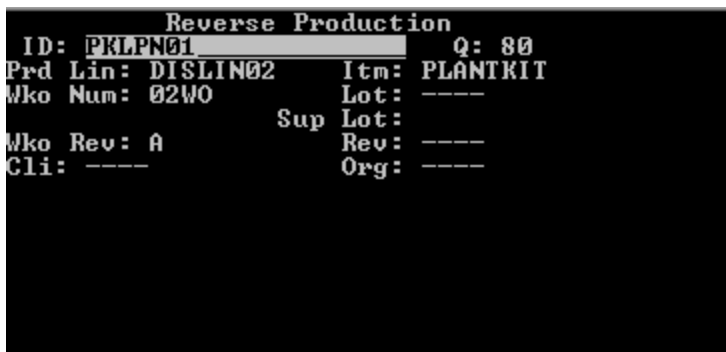 Reverse Production
ID: PKLPN01 Q: 80
Prd Lin: DISLIN02 Itm: PLANTKIT
Wko Num: 02WO Lot: ----
Sup Lot:
Wko Rev: A Rev: ----
Cli: ---- Org: ----